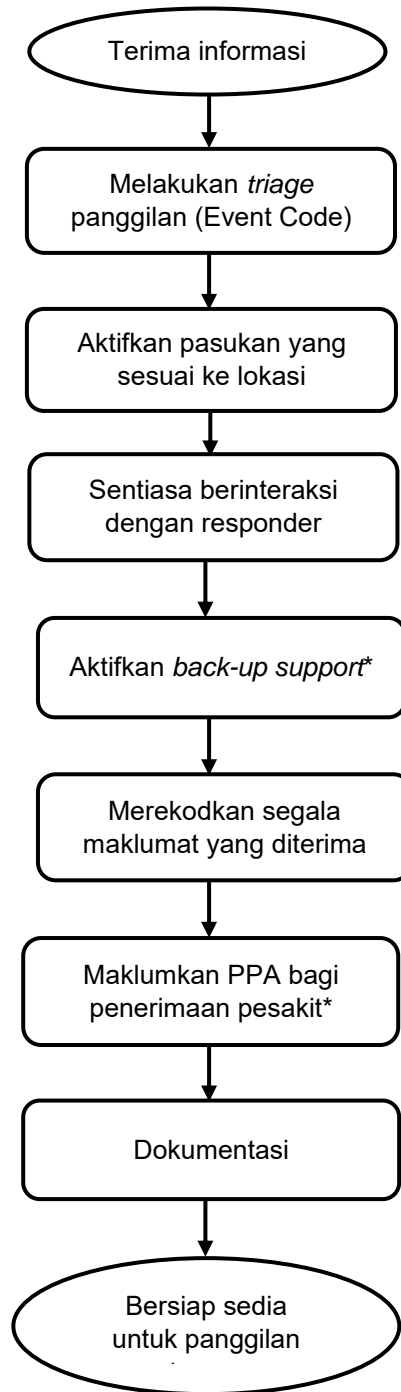 Terima informasi
Melakukan triage
panggilan (Event Code)
Aktifkan pasukan yang
sesuai ke lokasi
Sentiasa berinteraksi
dengan responder
Aktifkan back-up support*
Merekodkan segala
maklumat yang diterima
Maklumkan PPA bagi
penerimaan pesakit*
Dokumentasi
Bersiap sedia
untuk panggilan